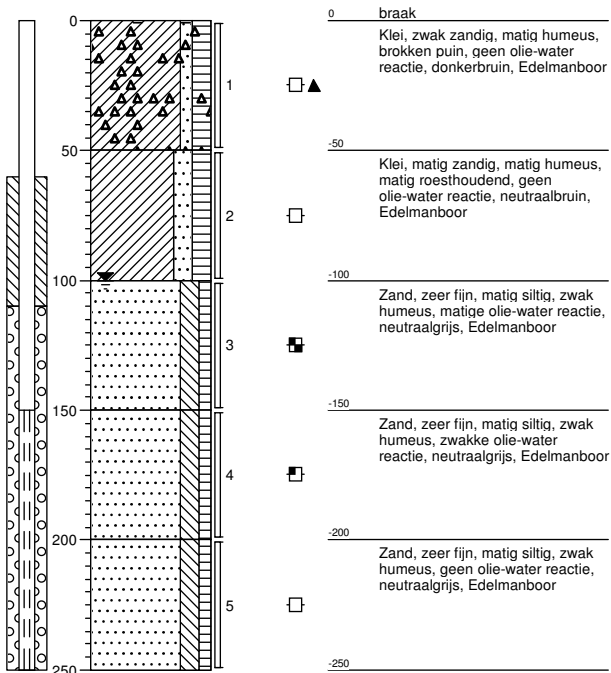 0
50
100
150
200
250
1
2
3
4
5
0 braak
Klei, zwak zandig, matig humeus,
brokken puin, geen olie-water
reactie, donkerbruin, Edelmanboor
-50
Klei, matig zandig, matig humeus,
matig roesthoudend, geen
olie-water reactie, neutraalbruin,
Edelmanboor
-100
Zand, zeer fijn, matig siltig, zwak
humeus, matige olie-water reactie,
neutraalgrijs, Edelmanboor
-150
Zand, zeer fijn, matig siltig, zwak
humeus, zwakke olie-water
reactie, neutraalgrijs, Edelmanboor
-200
Zand, zeer fijn, matig siltig, zwak
humeus, geen olie-water reactie,
neutraalgrijs, Edelmanboor
-250